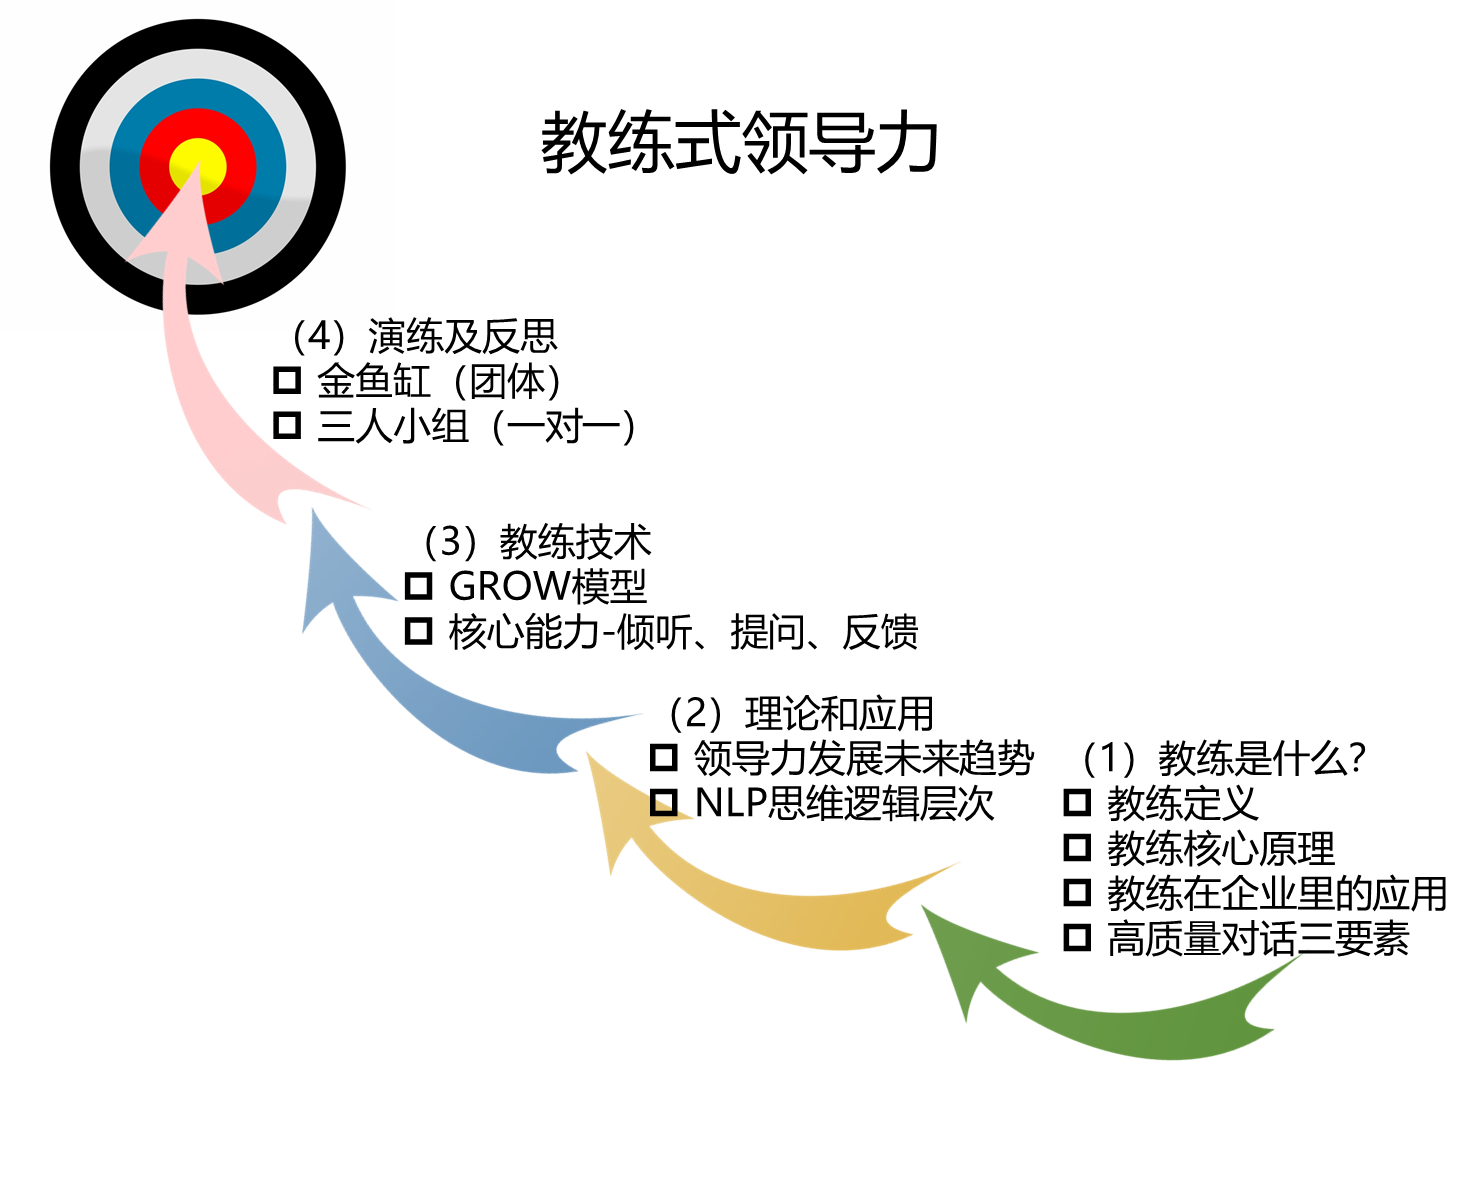 教练式领导力
（4）演练及反思
金鱼缸（团体）
三人小组（一对一）
（3）教练技术
GROW模型
核心能力-倾听、提问、反馈
（2）理论和应用
领导力发展未来趋势
NLP思维逻辑层次
（1）教练是什么？
教练定义
教练核心原理
教练在企业里的应用
高质量对话三要素